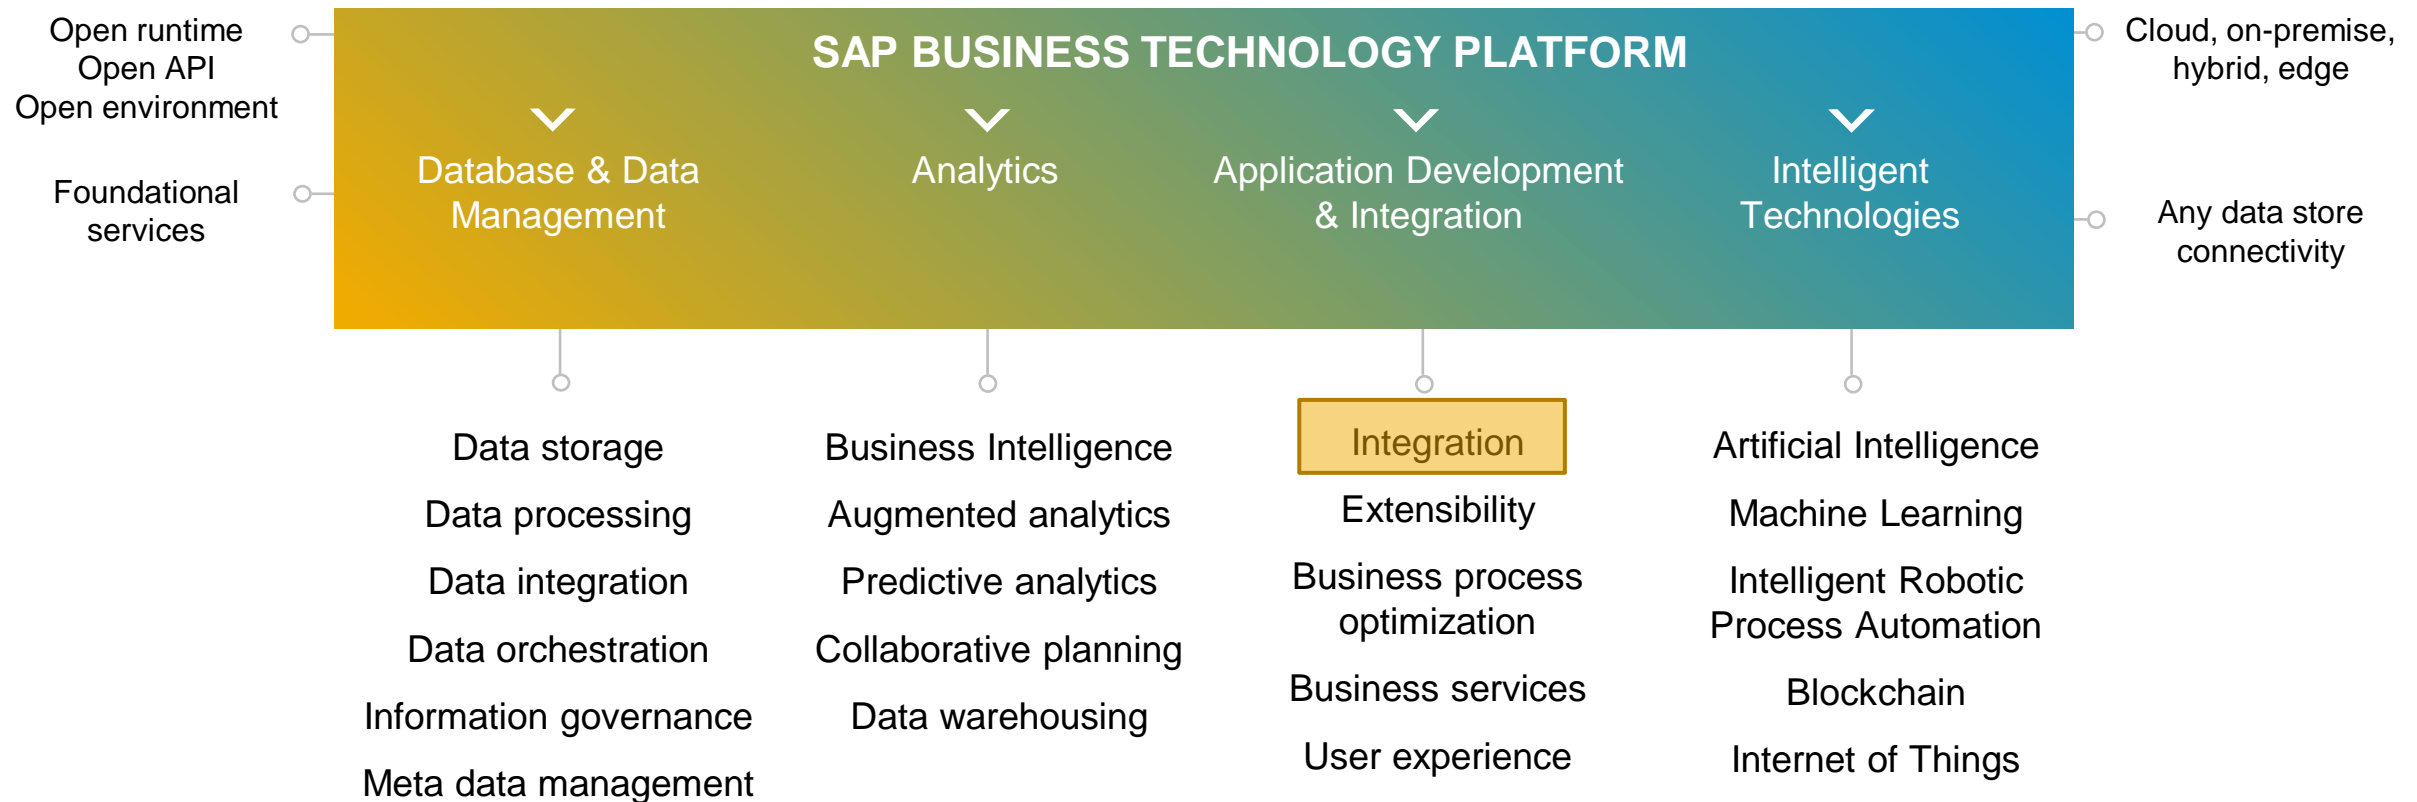 Open runtime
Open API
Open environment
Foundational
services
SAP BUSINESS TECHNOLOGY PLATFORM
Database & Data
Management
Analytics
Application Development
& Integration
Intelligent
Technologies
Cloud, on-premise,
hybrid, edge
Any data store
connectivity
Data storage
Data processing
Data integration
Data orchestration
Information governance
Meta data management
Business Intelligence
Augmented analytics
Predictive analytics
Collaborative planning
Data warehousing
Integration
Extensibility
Business process
optimization
Business services
User experience
Artificial Intelligence
Machine Learning
Intelligent Robotic
Process Automation
Blockchain
Internet of Things